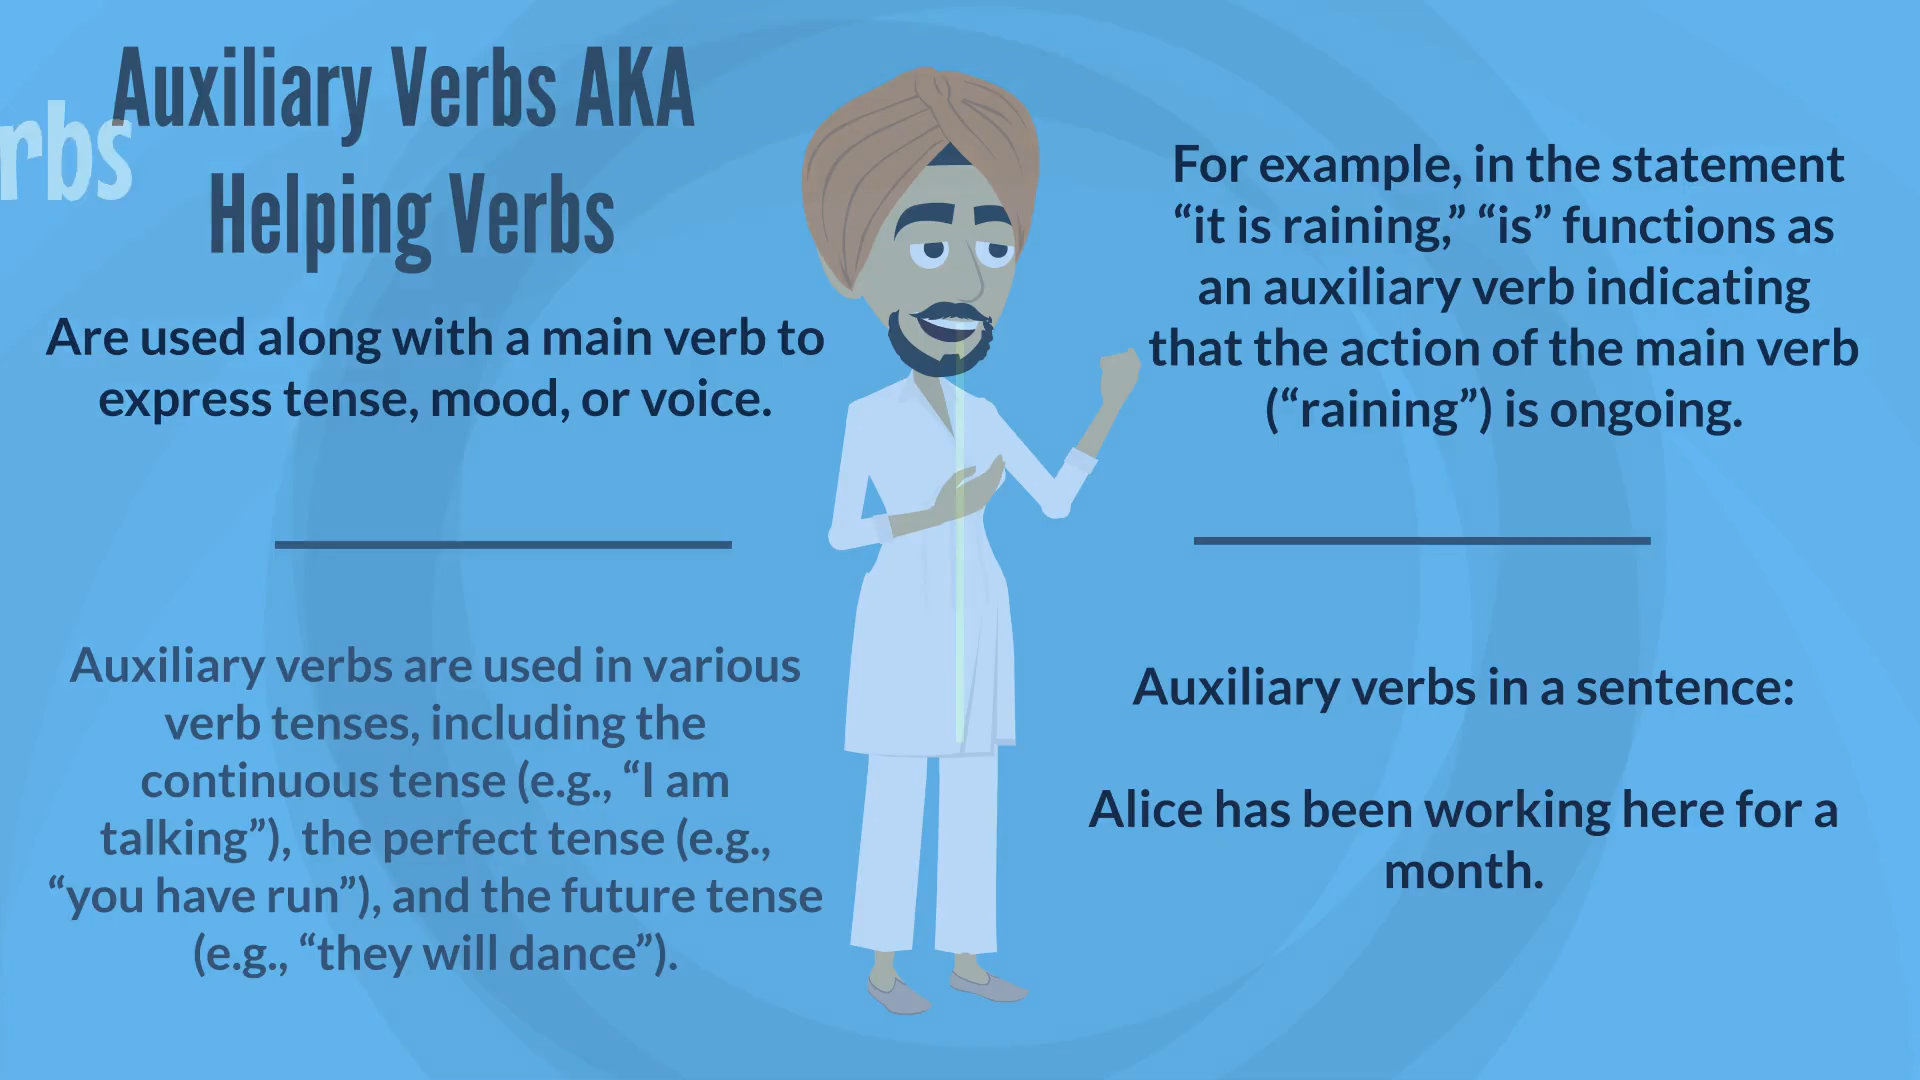 Auxiliary Verbs AKA
Helping Verbs
rbs
Are used along with a main verb to
express tense, mood, or voice.
Auxiliary verbs are used in various
verb tenses, including the
continuous tense (e.g., “I am
talking”), the perfect tense (e.g.,
“you have run”), and the future tense
(e.g., “they will dance”).
For example, in the statement
“it is raining,” “is” functions as
an auxiliary verb indicating
that the action of the main verb
(“raining”) is ongoing.
Auxiliary verbs in a sentence:
Alice has been working here for a
month.